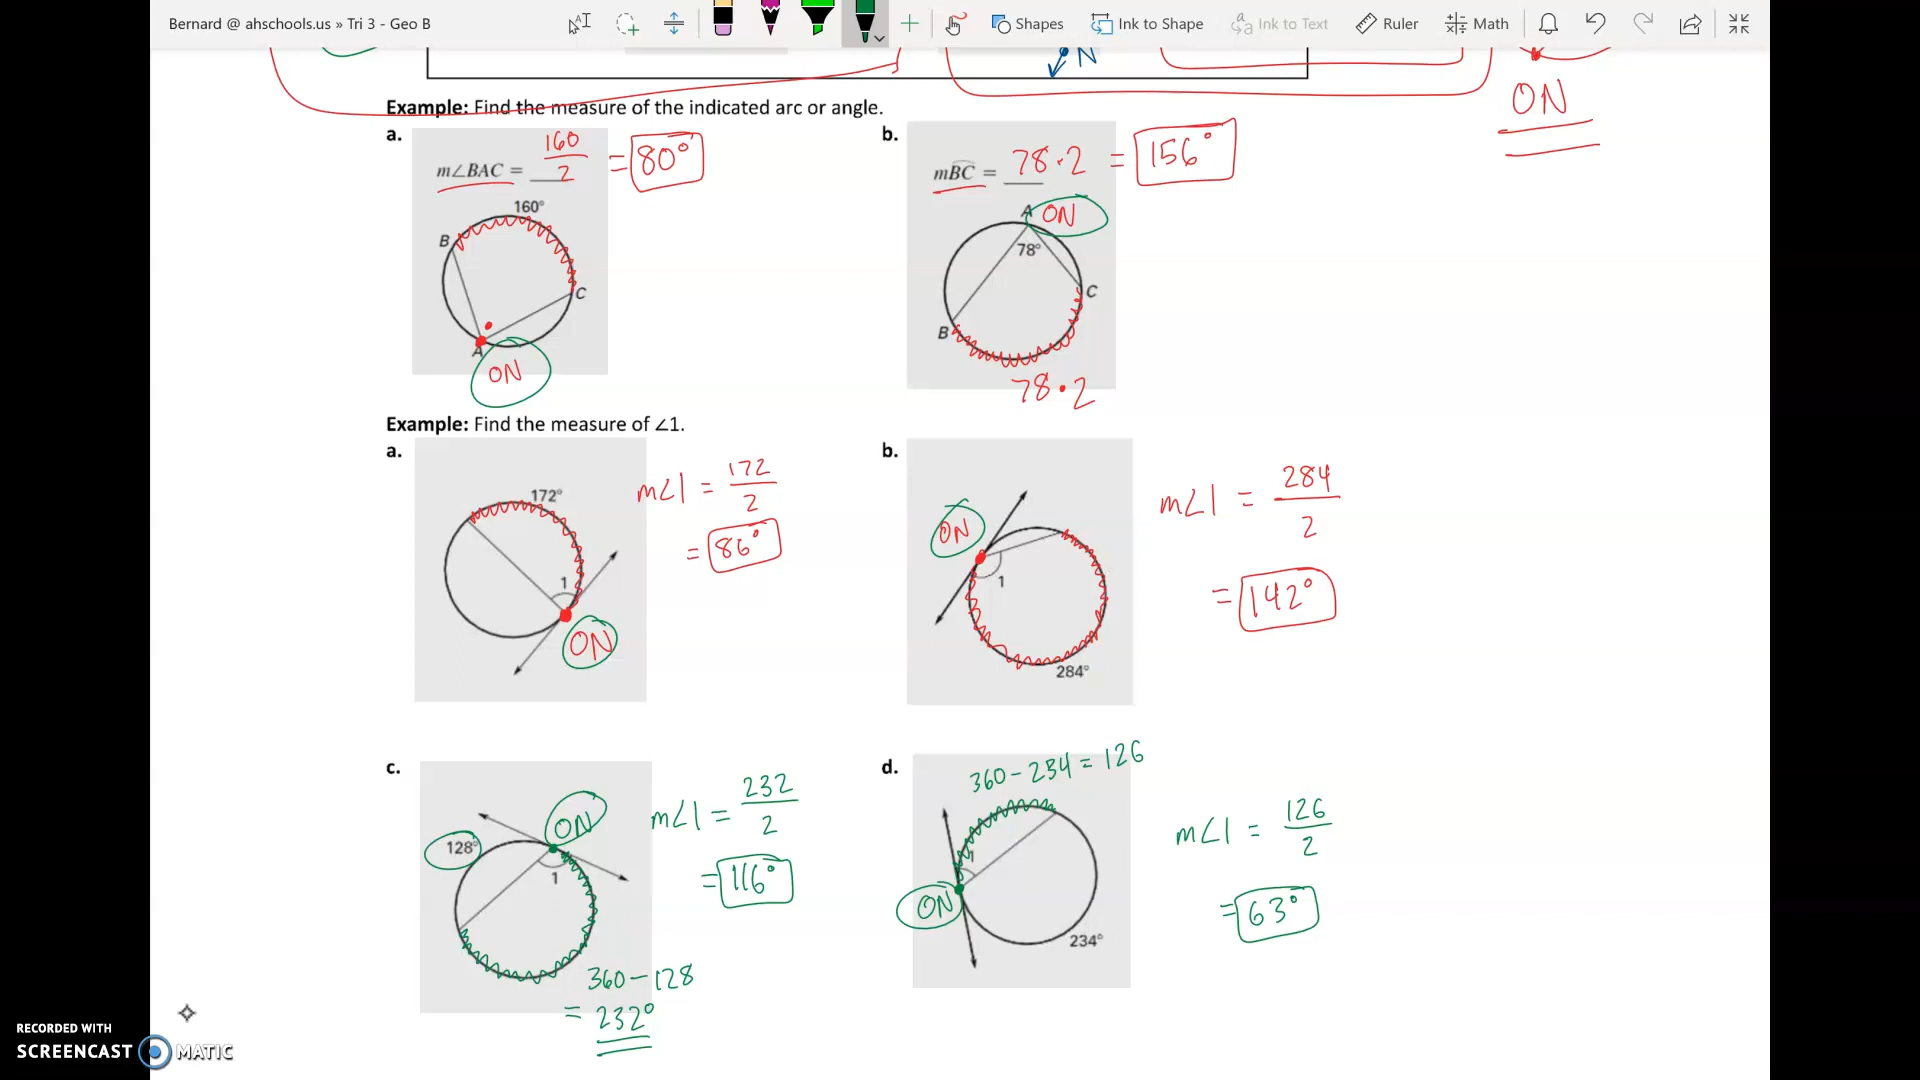 Bernard @ ahschools.us » Tri 3 - Geo B
Shapes
Ink to Shape
Ink to Text
Ruler
Math
N
ON
Example: Find the measure of the indicated arc or angle.
a.
m∠BAC = 160/2 = 80°
160°
B
C
A
ON
b.
mBC = 78·2 = 156°
A ON
78°
C
B
78·2
Example: Find the measure of ∠1.
a.
172°
1
ON
m∠1 = 172/2
= 86°
b.
ON
1
284°
m∠1 = 284/2
= 142°
c.
ON
128°
1
m∠1 = 232/2
= 116°
360 - 128
= 232°
d.
360 - 234 = 126
1
ON
234°
m∠1 = 126/2
= 63°
RECORDED WITH
SCREENCAST MATIC